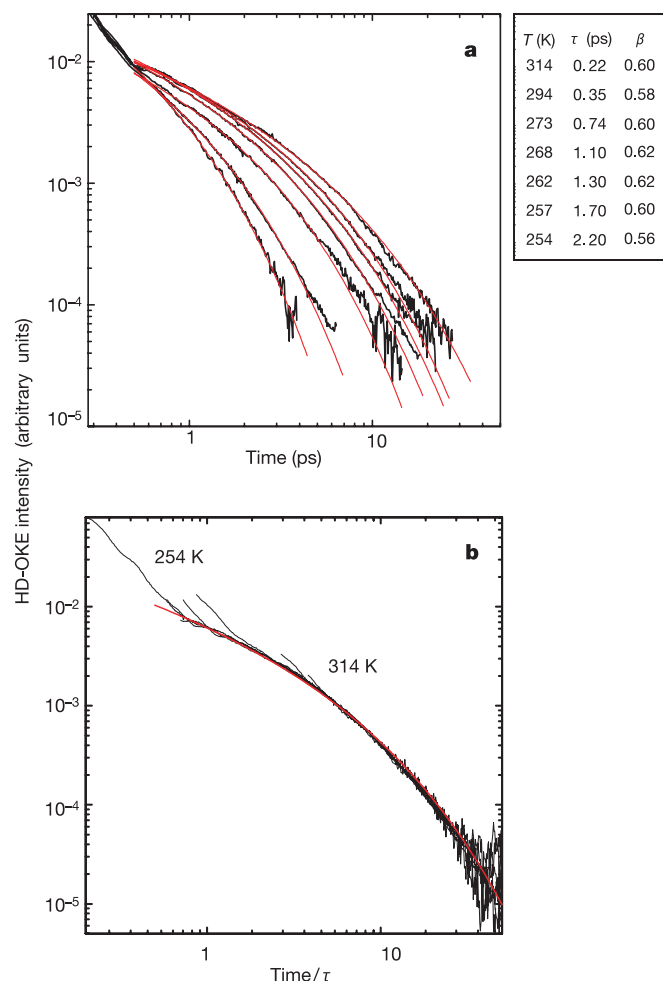 a
10⁻²
10⁻³
10⁻⁴
10⁻⁵
1 10
Time (ps)
T (K) τ (ps) β
314 0.22 0.60
294 0.35 0.58
273 0.74 0.60
268 1.10 0.62
262 1.30 0.62
257 1.70 0.60
254 2.20 0.56
HD-OKE intensity (arbitrary units)
b
254 K
314 K
10⁻²
10⁻³
10⁻⁴
10⁻⁵
1 10
Time/τ